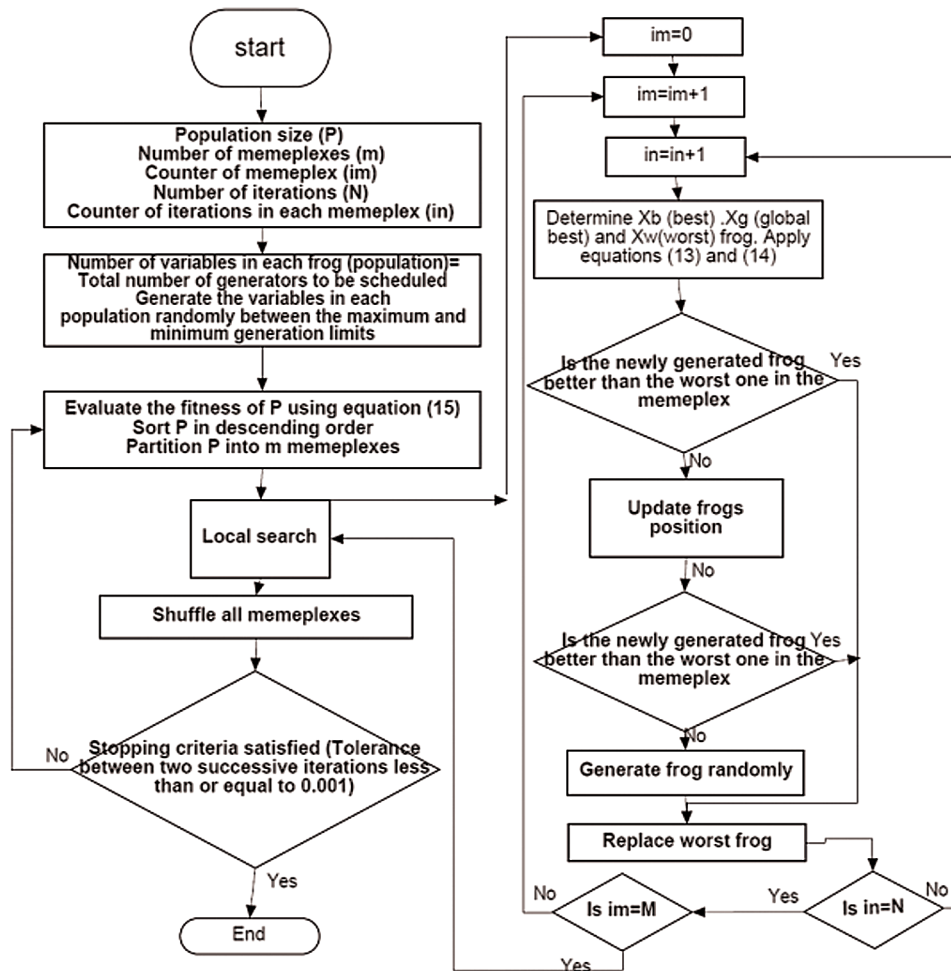 start
Population size (P)
Number of memeplexes (m)
Counter of memeplex (im)
Number of iterations (N)
Counter of iterations in each memeplex (in)
Number of variables in each frog (population)=
Total number of generators to be scheduled
Generate the variables in each
population randomly between the maximum and
minimum generation limits
Evaluate the fitness of P using equation (15)
Sort P in descending order
Partition P into m memeplexes
Local search
Shuffle all memeplexes
No
Stopping criteria satisfied (Tolerance
between two successive iterations less
than or equal to 0.001)
Yes
End
im=0
im=im+1
in=in+1
Determine Xb (best) .Xg (global
best) and Xw(worst) frog. Apply
equations (13) and (14)
Is the newly generated frog
better than the worst one in the
memeplex
Yes
No
Update frogs
position
No
Is the newly generated frog
better than the worst one in the
memeplex
Yes
No
Generate frog randomly
Replace worst frog
No
Is im=M
Yes
Yes
Is in=N
No